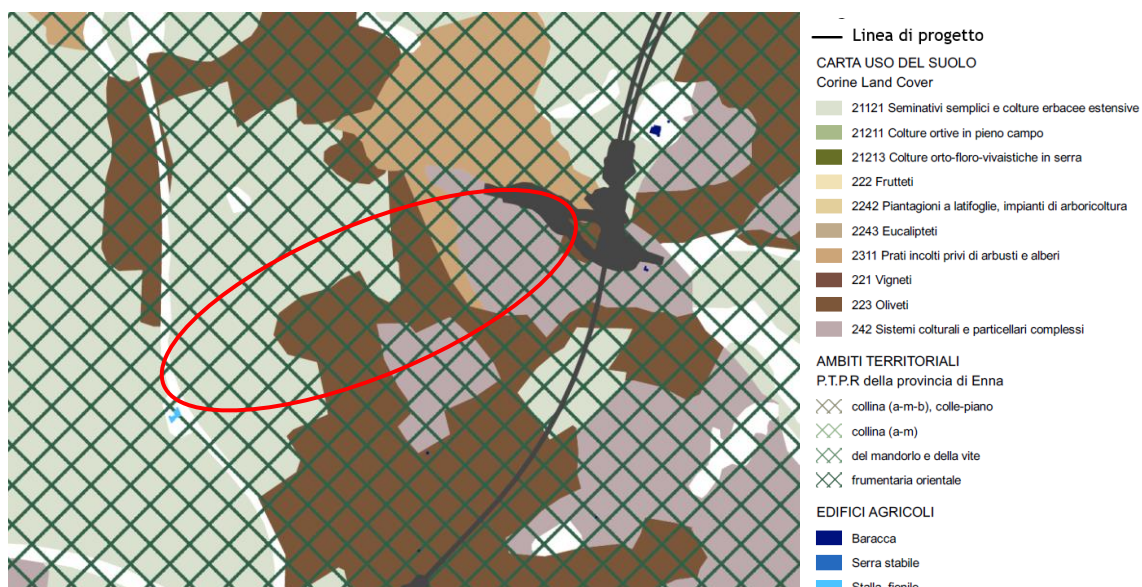 Linea di progetto
CARTA USO DEL SUOLO
Corine Land Cover
21121 Seminativi semplici e colture erbacee estensive
21211 Colture ortive in pieno campo
21213 Colture orto-floro-vivaistiche in serra
222 Frutteti
2242 Piantagioni a latifoglie, impianti di arboricoltura
2243 Eucalipteti
2311 Prati incolti privi di arbusti e alberi
221 Vigneti
223 Oliveti
242 Sistemi colturali e particellari complessi
AMBITI TERRITORIALI
P.T.P.R della provincia di Enna
collina (a-m-b), colle-piano
collina (a-m)
del mandorlo e della vite
frumentaria orientale
EDIFICI AGRICOLI
Baracca
Serra stabile
Stalla, fienile